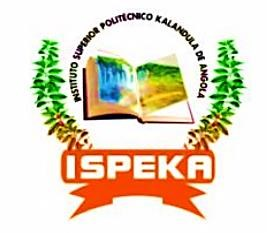 INSTITUTO SUPERIOR POLITÉCNICO KALANDULA DE ANGOLA
ISPEKA